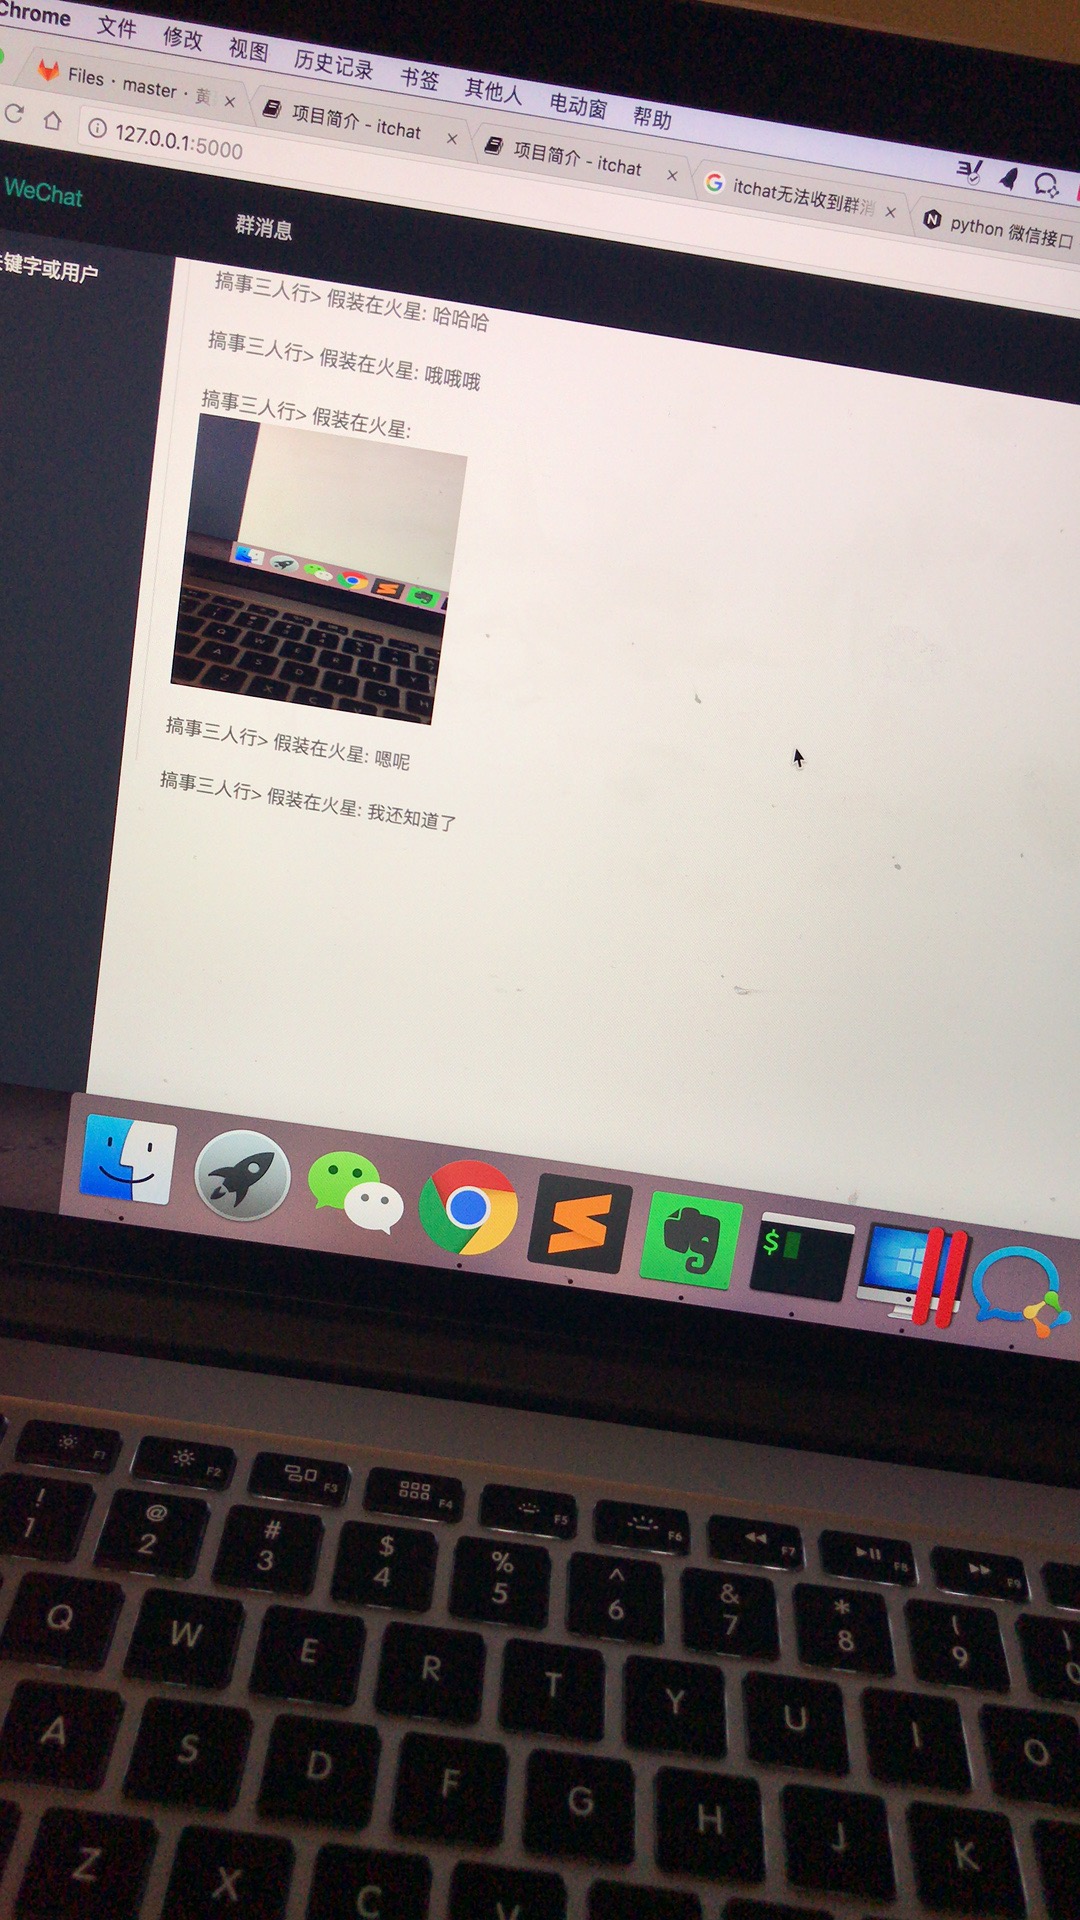 Chrome 文件 修改 视图 历史记录 书签 其他人 电动窗 帮助
Files · master · 黄
项目简介 - itchat
项目简介 - itchat
itchat无法收到群消
python 微信接口
127.0.0.1:5000
WeChat
群消息
键字或用户
搞事三人行> 假装在火星: 哈哈哈
搞事三人行> 假装在火星: 哦哦哦
搞事三人行> 假装在火星:
搞事三人行> 假装在火星: 嗯呢
搞事三人行> 假装在火星: 我还知道了
$
F1 F2 F3 F4 F5 F6 F7 F8 F9
! @ # $ % ^ & * (
1 2 3 4 5 6 7 8 9
Q W E R T Y U I O
A S D F G H J K
Z X C V